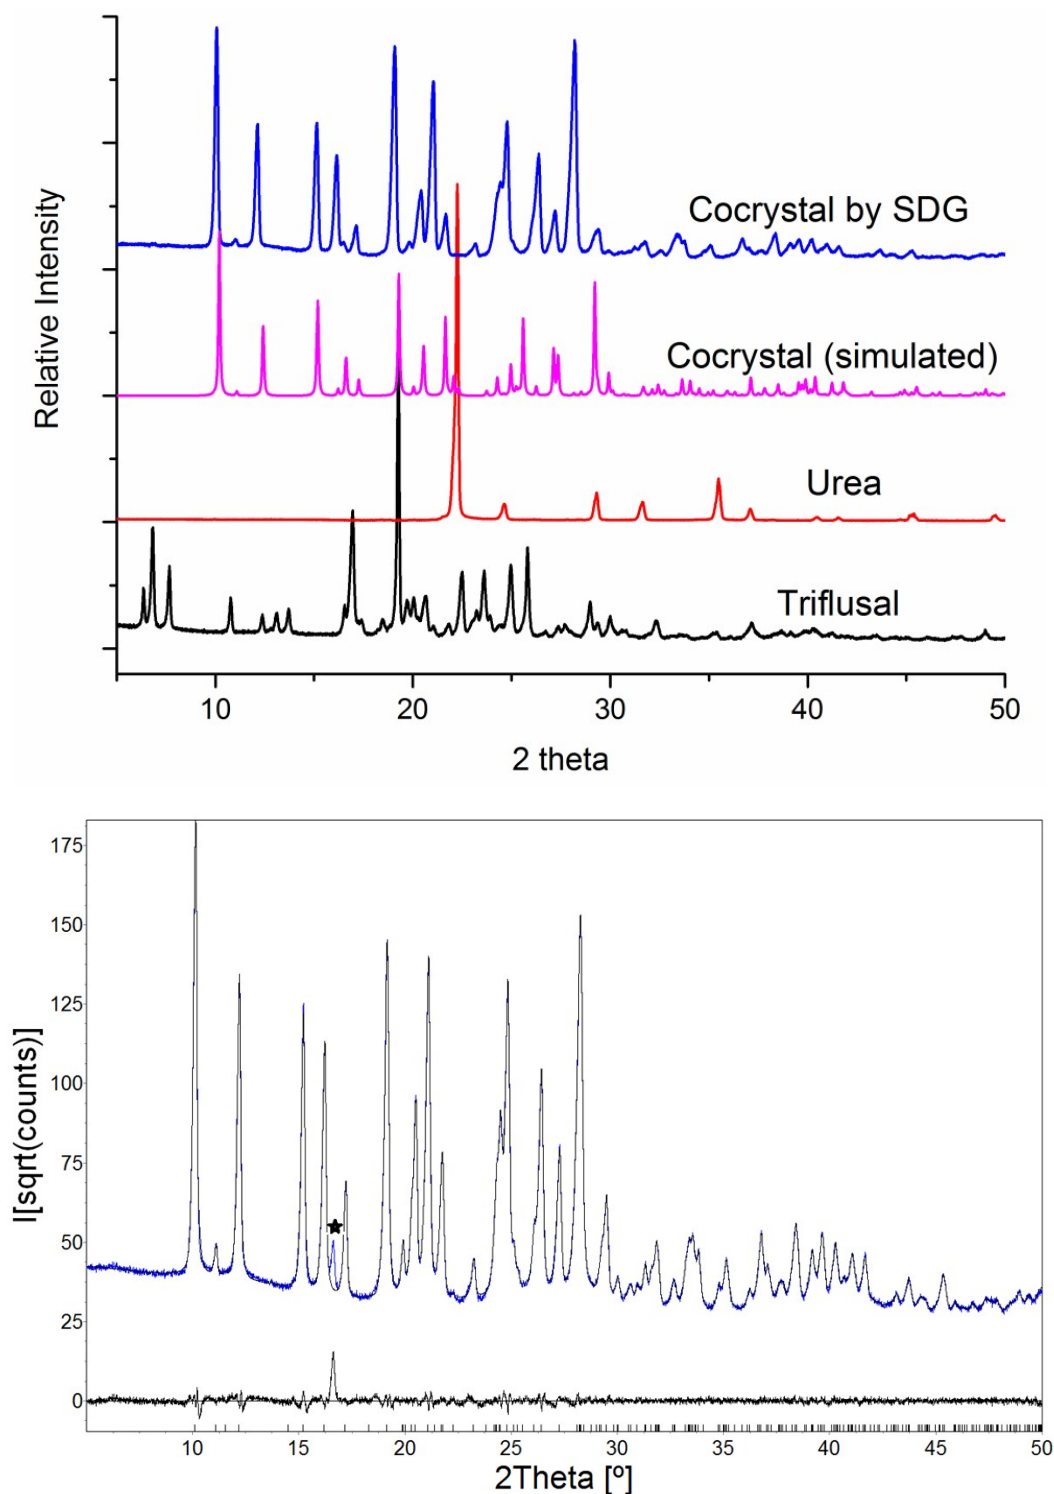 Relative Intensity
Cocrystal by SDG
Cocrystal (simulated)
Urea
Triflusal
10 20 30 40 50
2 theta
I[sqrt(counts)]
175
150
125
100
75
50
25
0
10 15 20 25 30 35 40 45 50
2Theta [º]